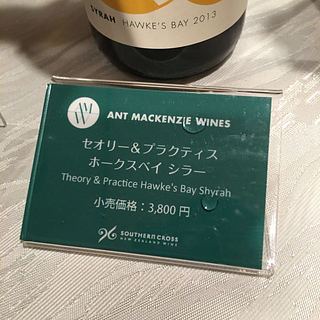 SYRAH HAWKE'S BAY 2013
ANT MACKENZIE WINES
セオリー＆プラクティス
ホークスベイ シラー
Theory & Practice Hawke's Bay Shyrah
小売価格：3,800 円
SOUTHERN CROSS
NEW ZEALAND WINE